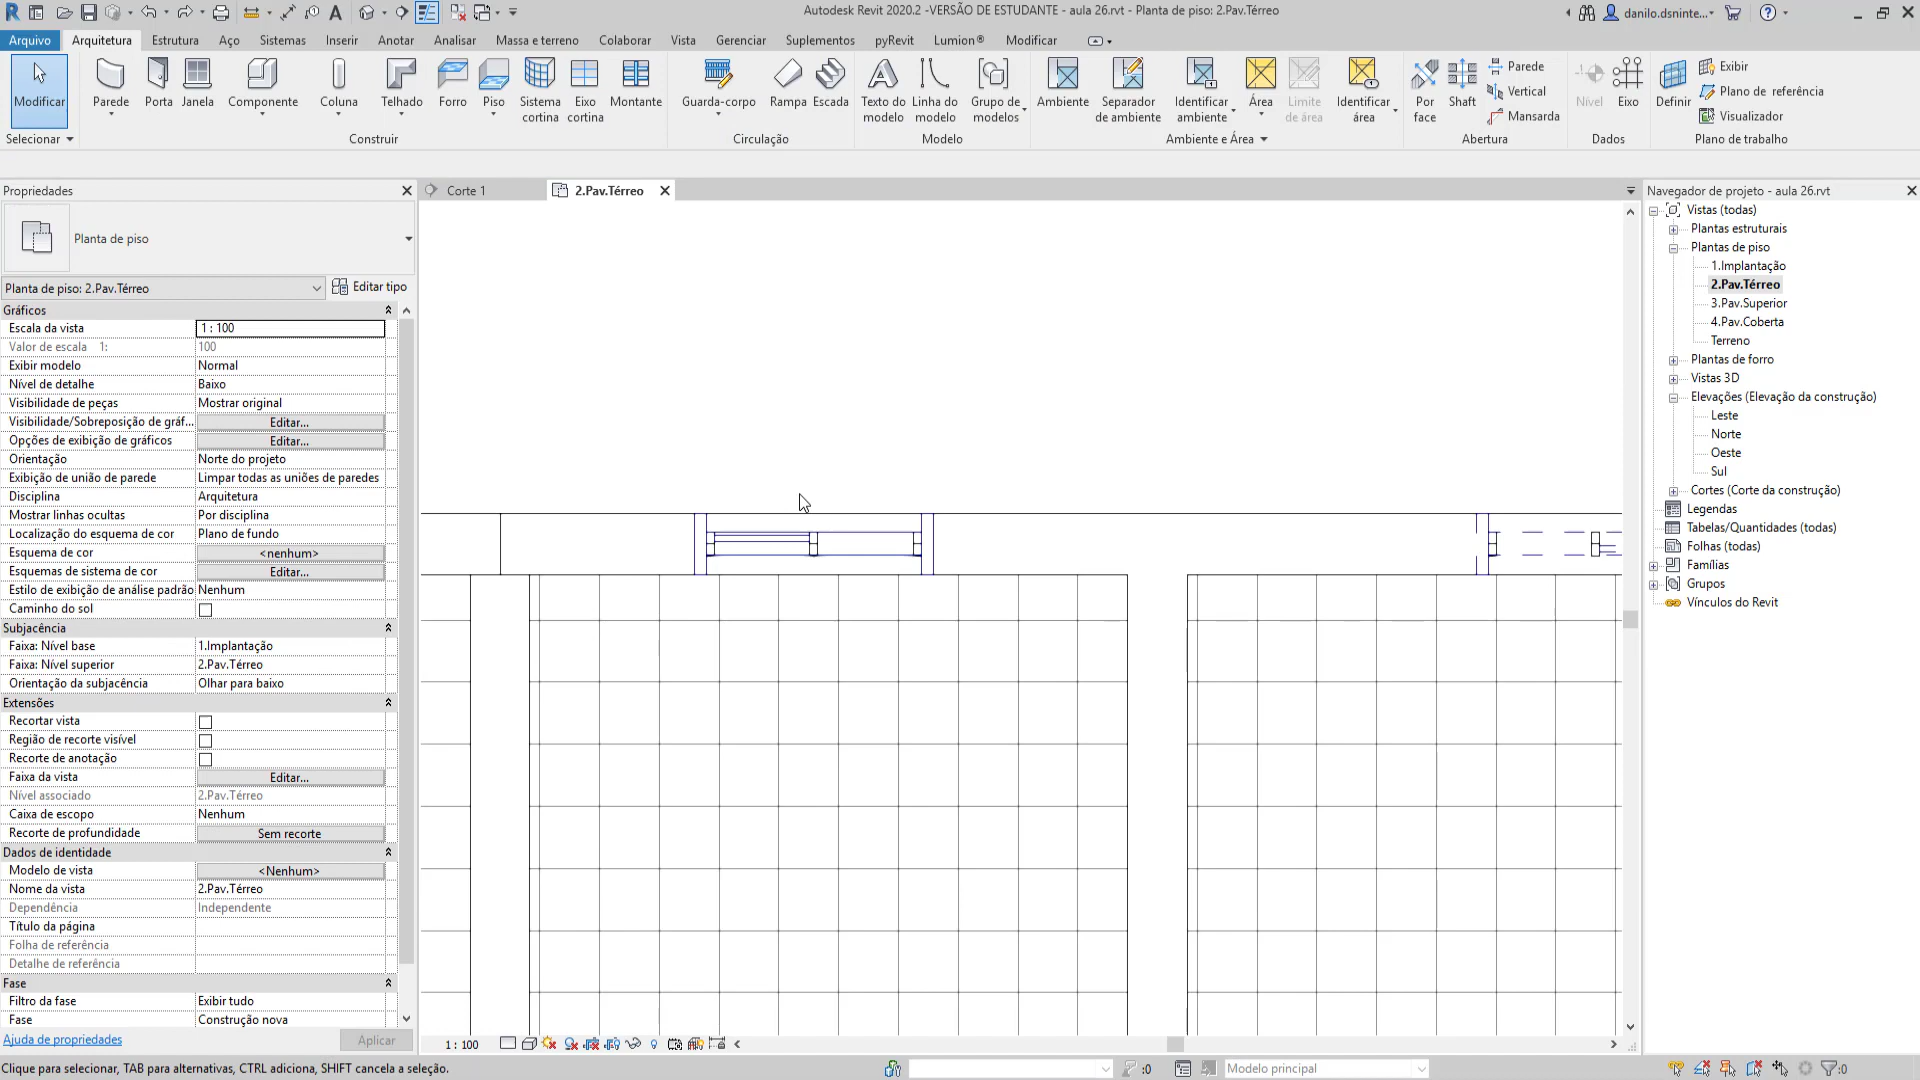 Autodesk Revit 2020.2 -VERSÃO DE ESTUDANTE - aula 26.rvt - Planta de piso: 2.Pav.Térreo
danilo.dsninte...
Arquivo Arquitetura Estrutura Aço Sistemas Inserir Anotar Analisar Massa e terreno Colaborar Vista Gerenciar Suplementos pyRevit Lumion® Modificar
Modificar
Parede
Porta
Janela
Componente
Coluna
Telhado
Forro
Piso
Sistema cortina
Eixo cortina
Montante
Guarda-corpo
Rampa
Escada
Texto do modelo
Linha do modelo
Grupo de modelos
Ambiente
Separador de ambiente
Identificar ambiente
Área
Limite de área
Identificar área
Por face
Shaft
Parede
Vertical
Mansarda
Nível
Eixo
Definir
Exibir
Plano de referência
Visualizador
Selecionar
Construir
Circulação
Modelo
Ambiente e Área
Abertura
Dados
Plano de trabalho
Propriedades
Planta de piso
Planta de piso: 2.Pav.Térreo
Editar tipo
Gráficos
Escala da vista 1 : 100
Valor de escala 1: 100
Exibir modelo Normal
Nível de detalhe Baixo
Visibilidade de peças Mostrar original
Visibilidade/Sobreposição de gráf... Editar...
Opções de exibição de gráficos Editar...
Orientação Norte do projeto
Exibição de união de parede Limpar todas as uniões de paredes
Disciplina Arquitetura
Mostrar linhas ocultas Por disciplina
Localização do esquema de cor Plano de fundo
Esquema de cor <nenhum>
Esquemas de sistema de cor Editar...
Estilo de exibição de análise padrão Nenhum
Caminho do sol
Subjacência
Faixa: Nível base 1.Implantação
Faixa: Nível superior 2.Pav.Térreo
Orientação da subjacência Olhar para baixo
Extensões
Recortar vista
Região de recorte visível
Recorte de anotação
Faixa da vista Editar...
Nível associado 2.Pav.Térreo
Caixa de escopo Nenhum
Recorte de profundidade Sem recorte
Dados de identidade
Modelo de vista <Nenhum>
Nome da vista 2.Pav.Térreo
Dependência Independente
Título da página
Folha de referência
Detalhe de referência
Fase
Filtro da fase Exibir tudo
Fase Construção nova
Ajuda de propriedades
Aplicar
Corte 1
2.Pav.Térreo
1 : 100
Navegador de projeto - aula 26.rvt
Vistas (todas)
Plantas estruturais
Plantas de piso
1.Implantação
2.Pav.Térreo
3.Pav.Superior
4.Pav.Coberta
Terreno
Plantas de forro
Vistas 3D
Elevações (Elevação da construção)
Leste
Norte
Oeste
Sul
Cortes (Corte da construção)
Legendas
Tabelas/Quantidades (todas)
Folhas (todas)
Famílias
Grupos
Vínculos do Revit
Clique para selecionar, TAB para alternativas, CTRL adiciona, SHIFT cancela a seleção.
:0
Modelo principal
:0